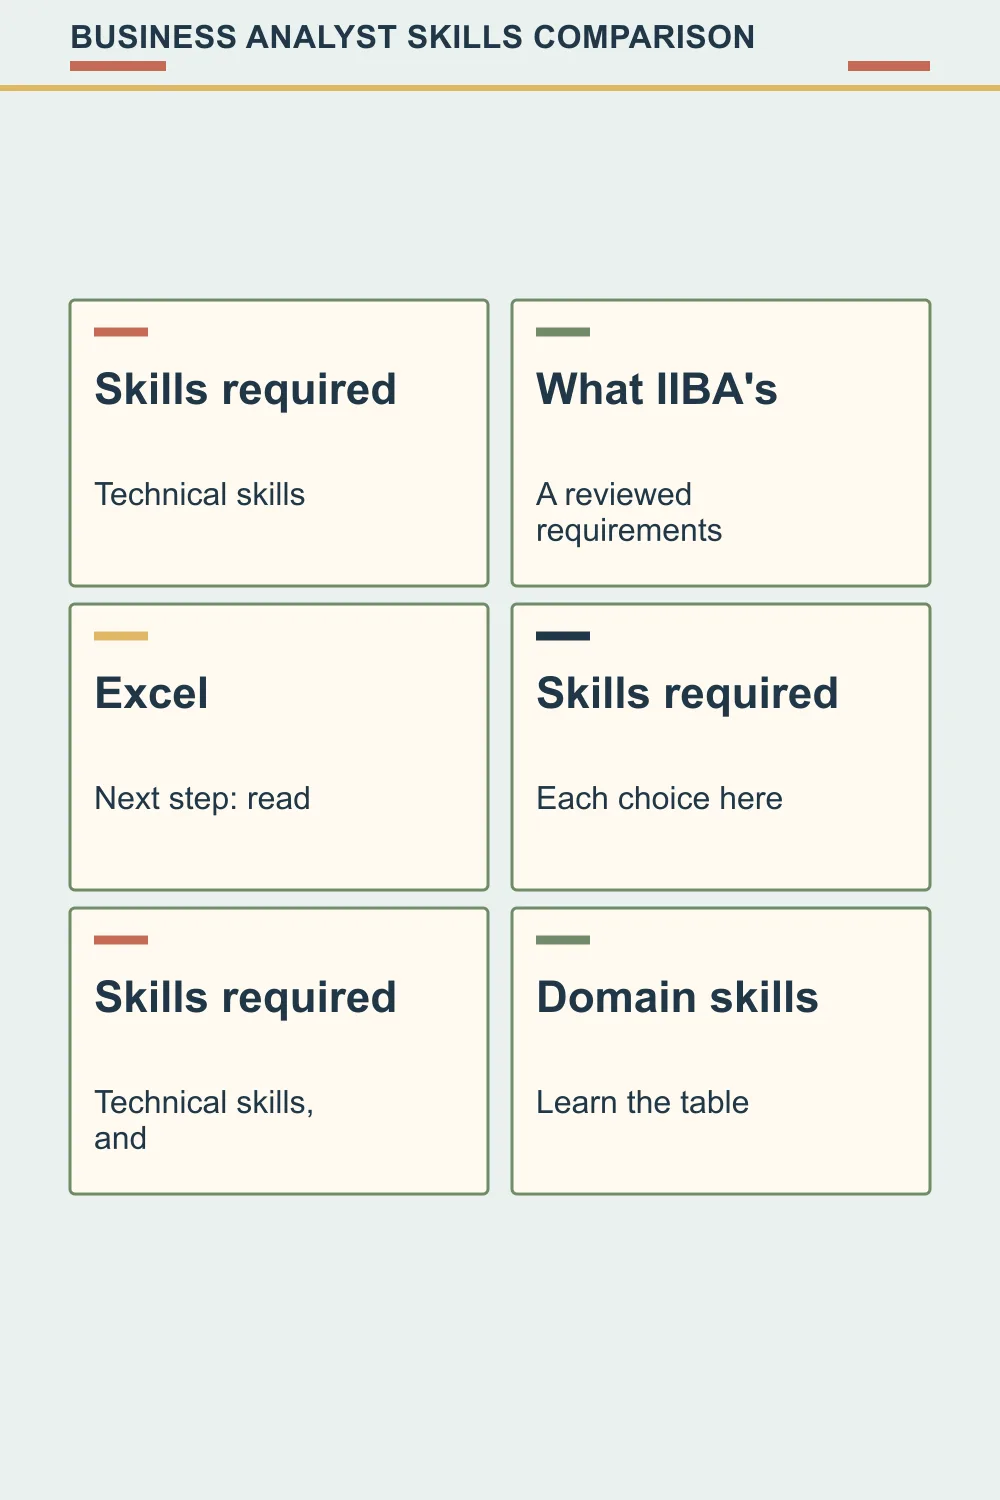 BUSINESS ANALYST SKILLS COMPARISON
Skills required
Technical skills
What IIBA's
A reviewed
requirements
Excel
Next step: read
Skills required
Each choice here
Skills required
Technical skills,
and
Domain skills
Learn the table